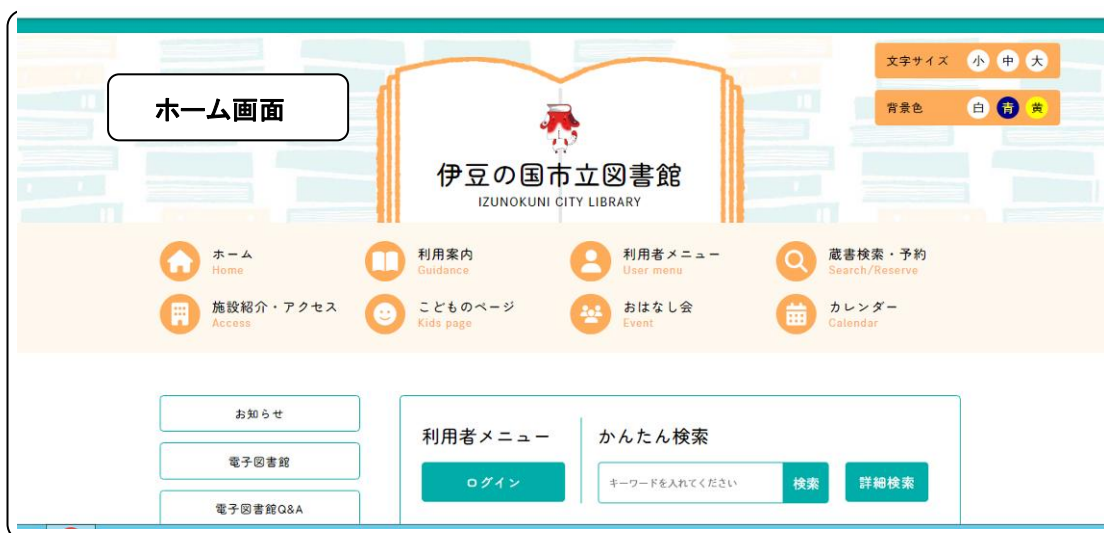 ホーム画面
文字サイズ 小 中 大
背景色 白 青 黄
伊豆の国市立図書館
IZUNOKUNI CITY LIBRARY
ホーム
Home
利用案内
Guidance
利用者メニュー
User menu
蔵書検索・予約
Search/Reserve
施設紹介・アクセス
Access
こどものページ
Kids page
おはなし会
Event
カレンダー
Calendar
お知らせ
電子図書館
電子図書館Q&A
利用者メニュー
ログイン
かんたん検索
キーワードを入れてください 検索 詳細検索